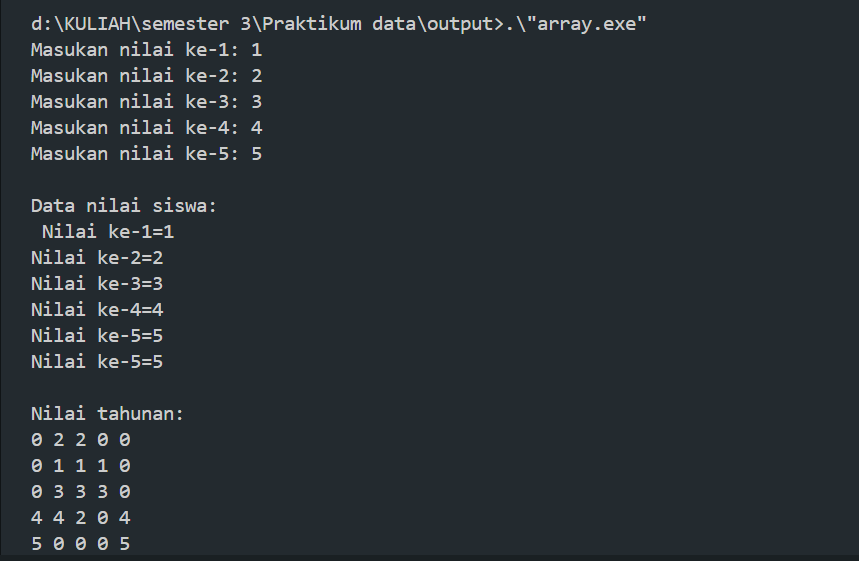 d:\KULIAH\semester 3\Praktikum data\output>.\"array.exe"
Masukan nilai ke-1: 1
Masukan nilai ke-2: 2
Masukan nilai ke-3: 3
Masukan nilai ke-4: 4
Masukan nilai ke-5: 5

Data nilai siswa:
 Nilai ke-1=1
Nilai ke-2=2
Nilai ke-3=3
Nilai ke-4=4
Nilai ke-5=5
Nilai ke-5=5

Nilai tahunan:
0 2 2 0 0
0 1 1 1 0
0 3 3 3 0
4 4 2 0 4
5 0 0 0 5